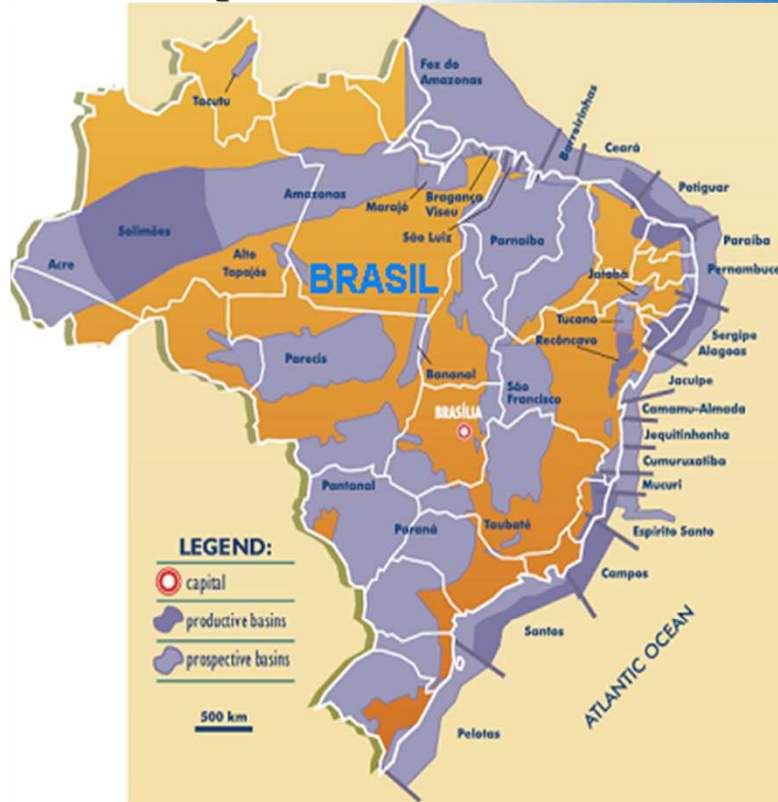 Foz do
Amazonas
Tacutu
Barreirinhas
Ceará
Potiguar
Amazonas
Marajó
Bragança
Viseu
São Luiz
Parnaíba
Paraíba
Pernambuco
Solimões
Acre
Alto
Tapajós
BRASIL
Jatobá
Tucano
Recôncavo
Sergipe
Alagoas
Parecis
Bananal
São
Francisco
Jacuípe
Camamu-Almada
Jequitinhonha
Cumuruxatiba
Mucuri
Espírito Santo
BRASÍLIA
Pantanal
Paraná
Taubaté
Campos
Santos
Pelotas
ATLANTIC OCEAN
LEGEND:
capital
productive basins
prospective basins
500 km